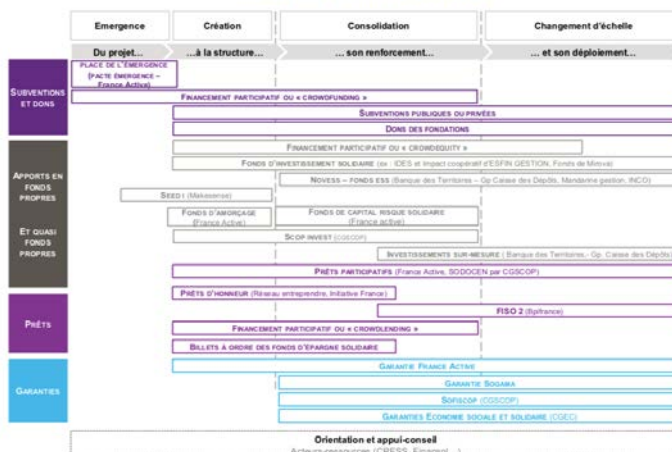 Emergence
Création
Consolidation
Changement d'échelle
Du projet…
…à la structure…
… son renforcement…
… et son déploiement…
SUBVENTIONS
ET DONS
PLACE DE L'ÉMERGENCE
(PACTE ÉMERGENCE –
France Active)
FINANCEMENT PARTICIPATIF OU « CROWDFUNDING »
SUBVENTIONS PUBLIQUES OU PRIVÉES
DONS DES FONDATIONS
APPORTS EN
FONDS
PROPRES
ET QUASI
FONDS
PROPRES
FINANCEMENT PARTICIPATIF OU « CROWDEQUITY »
FONDS D'INVESTISSEMENT SOLIDAIRE (ex : IDES et Impact coopératif d'ESFIN GESTION, Fonds de Mirova)
NOVESS – FONDS ESS (Banque des Territoires – Gp Caisse des Dépôts, Mandarine gestion, INCO)
SEED I (Makesense)
FONDS D'AMORÇAGE
(France Active)
FONDS DE CAPITAL RISQUE SOLIDAIRE
(France active)
SCOP INVEST (CGSCOP)
INVESTISSEMENTS SUR-MESURE (Banque des Territoires - Gp. Caisse des Dépôts)
PRÊTS PARTICIPATIFS (France Active, SODOCEN par CGSCOP)
PRÊTS
PRÊTS D'HONNEUR (Réseau entreprendre, Initiative France)
FISO 2 (Bpifrance)
FINANCEMENT PARTICIPATIF OU « CROWDLENDING »
BILLETS À ORDRE DES FONDS D'EPARGNE SOLIDAIRE
GARANTIES
GARANTIE FRANCE ACTIVE
GARANTIE SOGAMA
SOFISCOP (CGSCOP)
GARANTIES ECONOMIE SOCIALE ET SOLIDAIRE (CGEC)
Orientation et appui-conseil